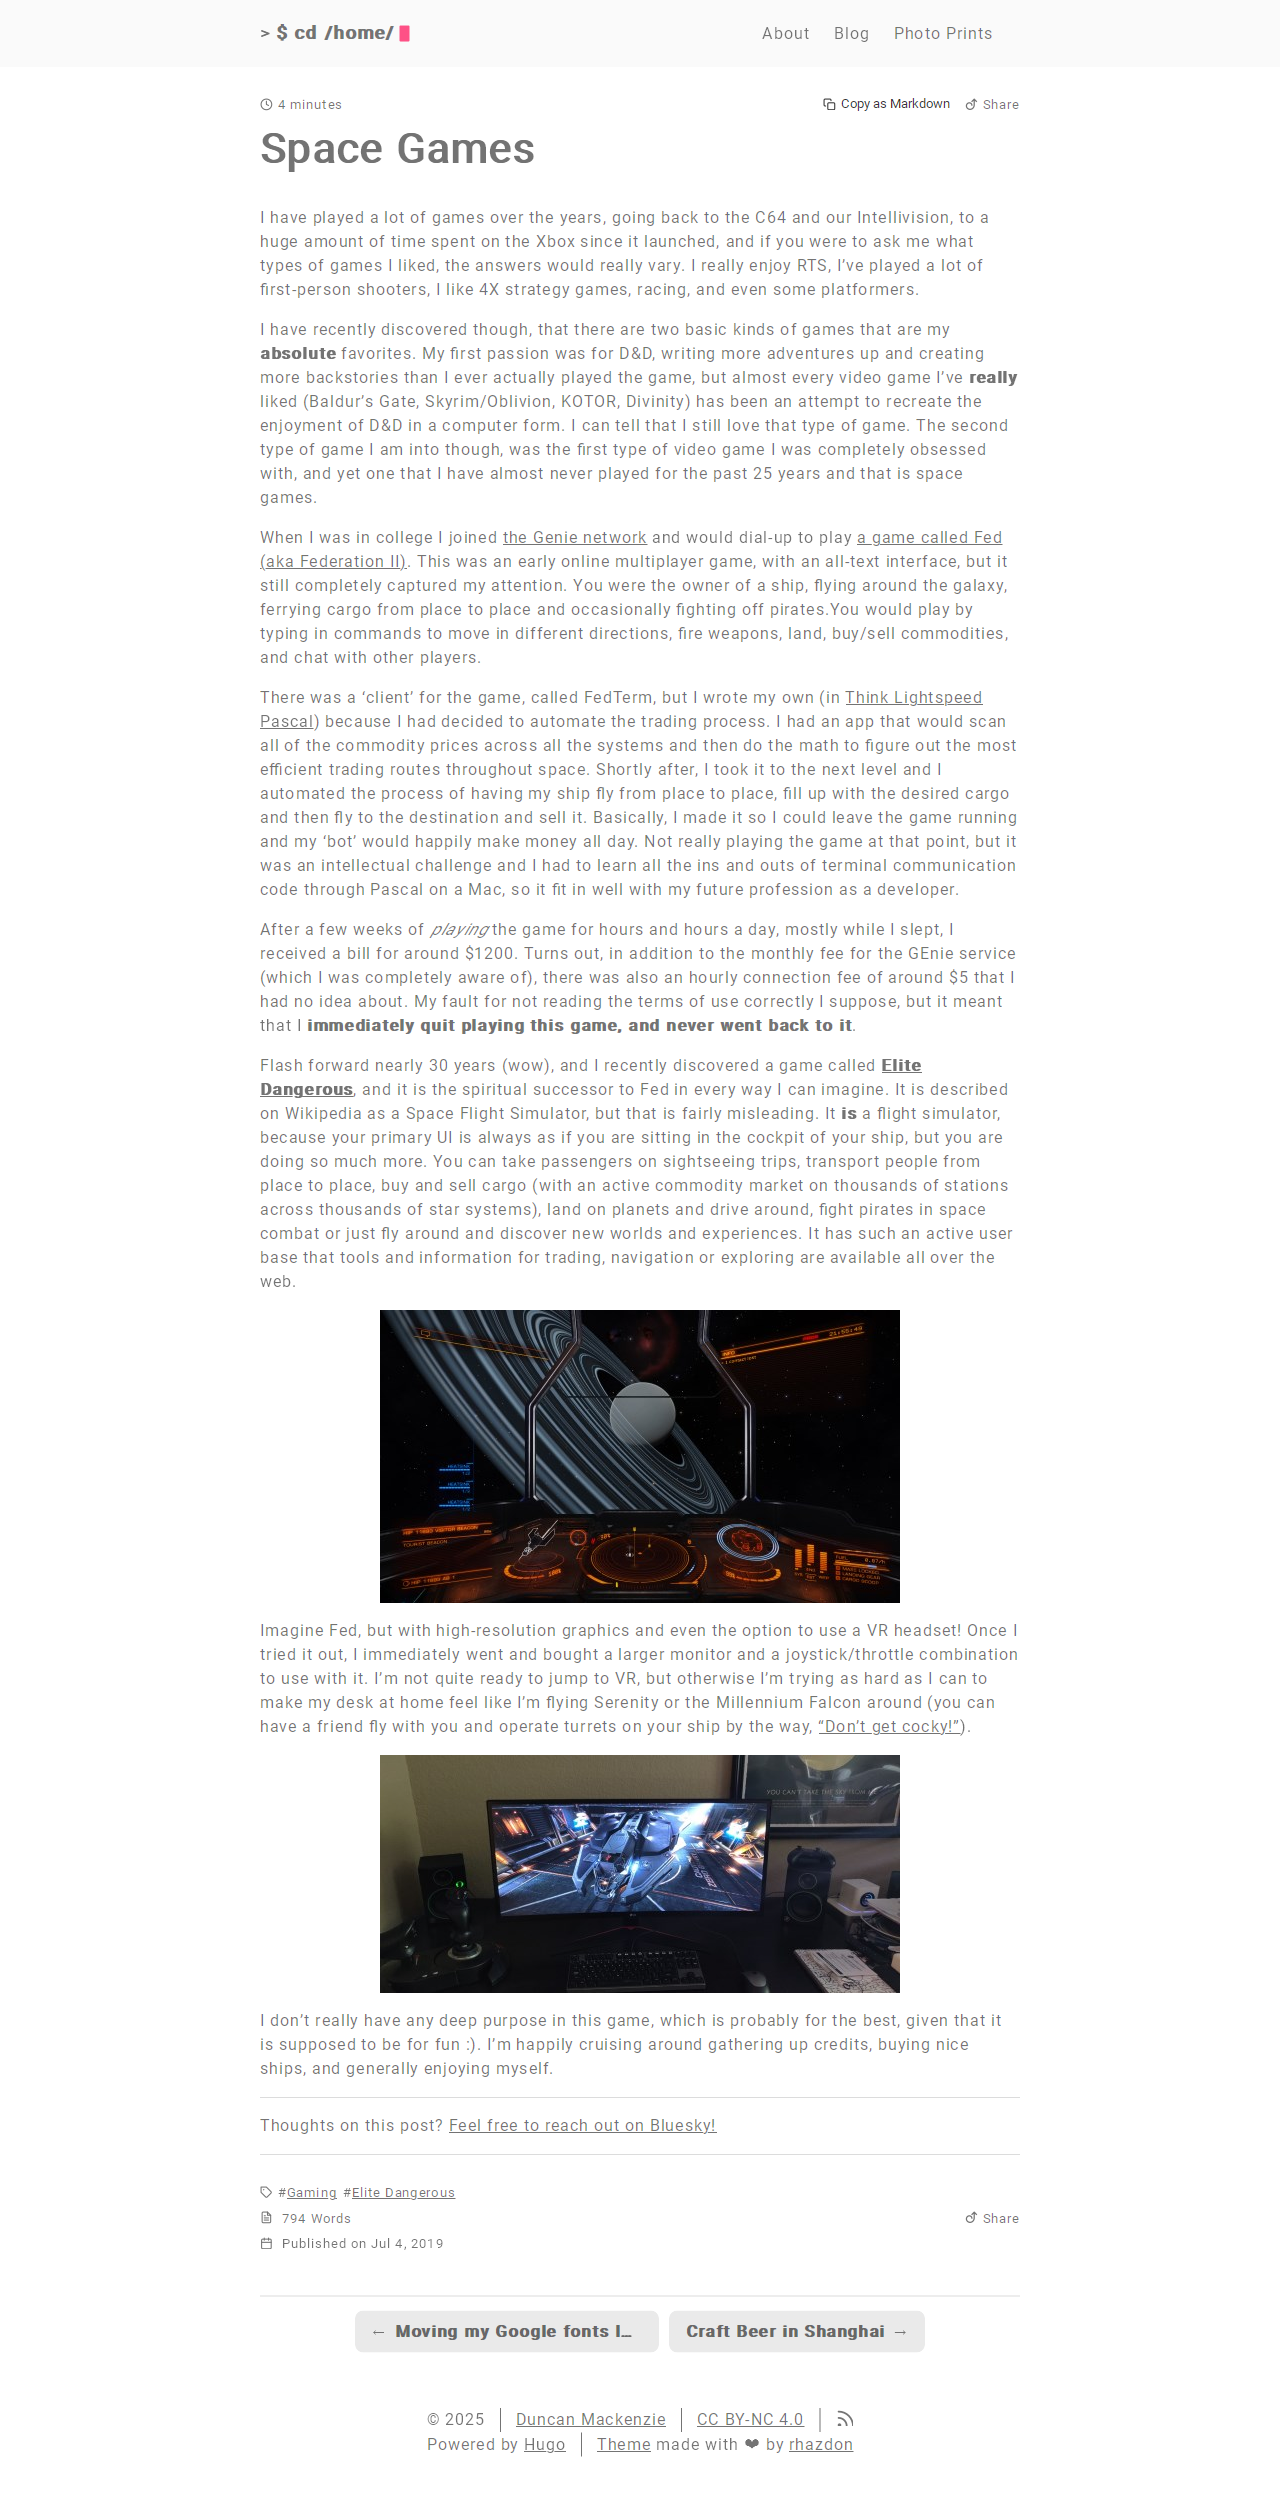 > $ cd /home/
About Blog Photo Prints
4 minutes
Copy as Markdown Share
Space Games
I have played a lot of games over the years, going back to the C64 and our Intellivision, to a
huge amount of time spent on the Xbox since it launched, and if you were to ask me what
types of games I liked, the answers would really vary. I really enjoy RTS, I’ve played a lot of
first-person shooters, I like 4X strategy games, racing, and even some platformers.
I have recently discovered though, that there are two basic kinds of games that are my
absolute favorites. My first passion was for D&D, writing more adventures up and creating
more backstories than I ever actually played the game, but almost every video game I’ve really
liked (Baldur’s Gate, Skyrim/Oblivion, KOTOR, Divinity) has been an attempt to recreate the
enjoyment of D&D in a computer form. I can tell that I still love that type of game. The second
type of game I am into though, was the first type of video game I was completely obsessed
with, and yet one that I have almost never played for the past 25 years and that is space
games.
When I was in college I joined the Genie network and would dial-up to play a game called Fed
(aka Federation II). This was an early online multiplayer game, with an all-text interface, but it
still completely captured my attention. You were the owner of a ship, flying around the galaxy,
ferrying cargo from place to place and occasionally fighting off pirates.You would play by
typing in commands to move in different directions, fire weapons, land, buy/sell commodities,
and chat with other players.
There was a ‘client’ for the game, called FedTerm, but I wrote my own (in Think Lightspeed
Pascal) because I had decided to automate the trading process. I had an app that would scan
all of the commodity prices across all the systems and then do the math to figure out the most
efficient trading routes throughout space. Shortly after, I took it to the next level and I
automated the process of having my ship fly from place to place, fill up with the desired cargo
and then fly to the destination and sell it. Basically, I made it so I could leave the game running
and my ‘bot’ would happily make money all day. Not really playing the game at that point, but it
was an intellectual challenge and I had to learn all the ins and outs of terminal communication
code through Pascal on a Mac, so it fit in well with my future profession as a developer.
After a few weeks of playing the game for hours and hours a day, mostly while I slept, I
received a bill for around $1200. Turns out, in addition to the monthly fee for the GEnie service
(which I was completely aware of), there was also an hourly connection fee of around $5 that I
had no idea about. My fault for not reading the terms of use correctly I suppose, but it meant
that I immediately quit playing this game, and never went back to it.
Flash forward nearly 30 years (wow), and I recently discovered a game called Elite
Dangerous, and it is the spiritual successor to Fed in every way I can imagine. It is described
on Wikipedia as a Space Flight Simulator, but that is fairly misleading. It is a flight simulator,
because your primary UI is always as if you are sitting in the cockpit of your ship, but you are
doing so much more. You can take passengers on sightseeing trips, transport people from
place to place, buy and sell cargo (with an active commodity market on thousands of stations
across thousands of star systems), land on planets and drive around, fight pirates in space
combat or just fly around and discover new worlds and experiences. It has such an active user
base that tools and information for trading, navigation or exploring are available all over the
web.
HEATSINK
HEATSINK
HEATSINK
TOURIST BEACON
FUEL
Imagine Fed, but with high-resolution graphics and even the option to use a VR headset! Once I
tried it out, I immediately went and bought a larger monitor and a joystick/throttle combination
to use with it. I’m not quite ready to jump to VR, but otherwise I’m trying as hard as I can to
make my desk at home feel like I’m flying Serenity or the Millennium Falcon around (you can
have a friend fly with you and operate turrets on your ship by the way, “Don’t get cocky!”).
YOU CAN'T TAKE THE SKY FROM ME
I don’t really have any deep purpose in this game, which is probably for the best, given that it
is supposed to be for fun :). I’m happily cruising around gathering up credits, buying nice
ships, and generally enjoying myself.
Thoughts on this post? Feel free to reach out on Bluesky!
#Gaming #Elite Dangerous
794 Words
Share
Published on Jul 4, 2019
← Moving my Google fonts l…
Craft Beer in Shanghai →
© 2025 Duncan Mackenzie CC BY-NC 4.0
Powered by Hugo Theme made with ❤ by rhazdon